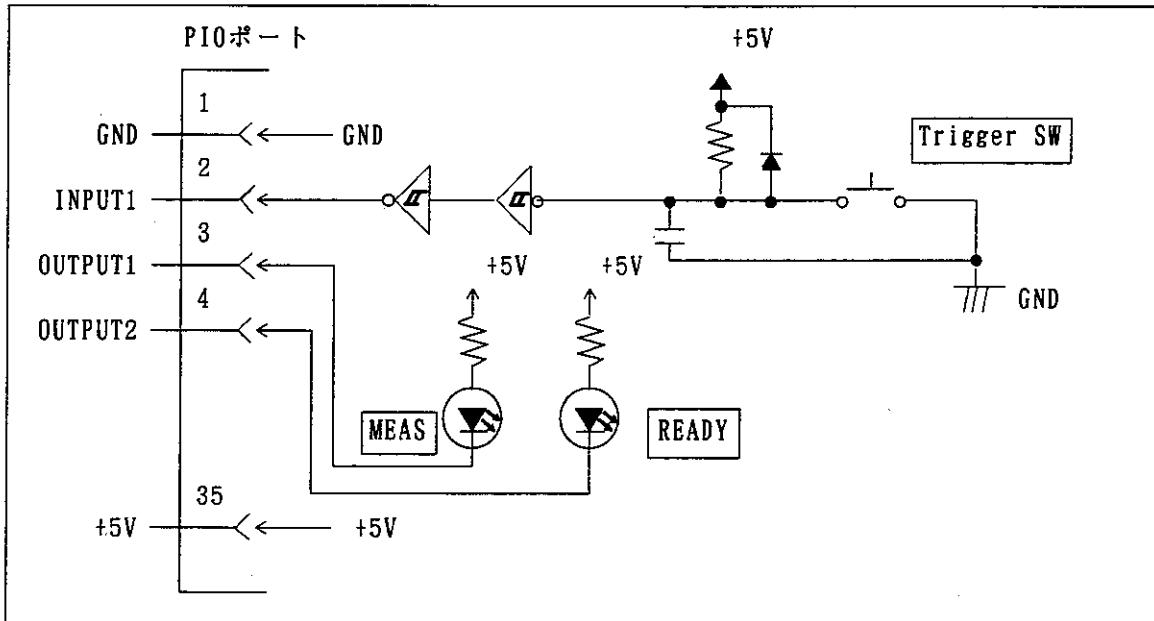 PIOポート
+5V
1
GND
GND
Trigger SW
2
INPUT1
3
OUTPUT1
+5V
+5V
4
GND
OUTPUT2
MEAS
READY
35
+5V
+5V